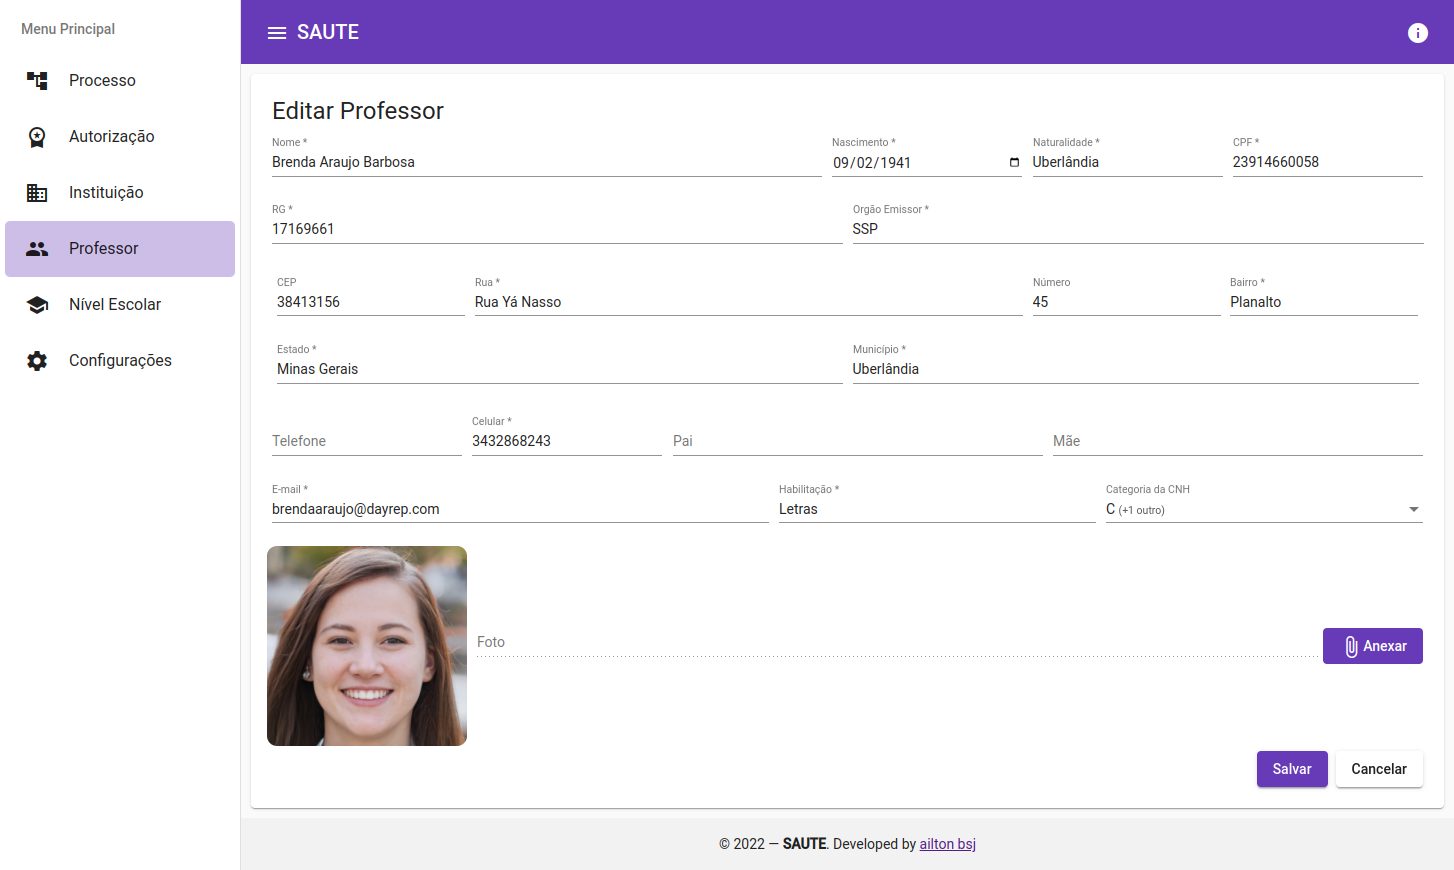 Menu Principal
Processo
Autorização
Instituição
Professor
Nível Escolar
Configurações
SAUTE
Editar Professor
Nome * Nascimento * Naturalidade * CPF *
Brenda Araujo Barbosa 09/02/1941 Uberlândia 23914660058
RG * Orgão Emissor *
17169661 SSP
CEP Rua * Número Bairro *
38413156 Rua Yá Nasso 45 Planalto
Estado * Município *
Minas Gerais Uberlândia
Celular *
Telefone 3432868243 Pai Mãe
E-mail * Habilitação * Categoria da CNH
brendaaraujo@dayrep.com Letras C (+1 outro)
Foto Anexar
Salvar Cancelar
© 2022 — SAUTE. Developed by ailton bsj